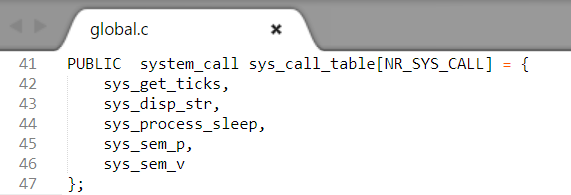 global.c ×
41 PUBLIC  system_call sys_call_table[NR_SYS_CALL] = {
42     sys_get_ticks,
43     sys_disp_str,
44     sys_process_sleep,
45     sys_sem_p,
46     sys_sem_v
47 };